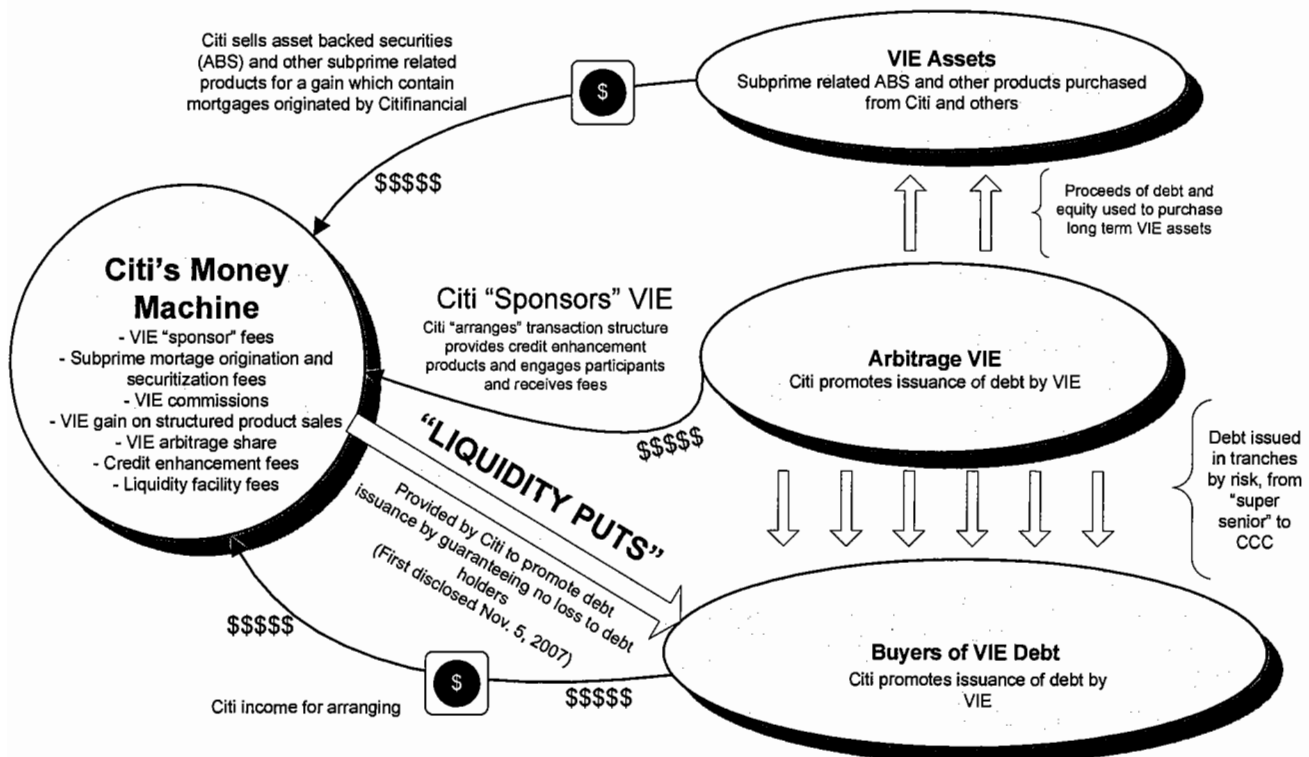 Citi sells asset backed securities
(ABS) and other subprime related
products for a gain which contain
mortgages originated by Citifinancial
$
$$$$$
VIE Assets
Subprime related ABS and other products purchased
from Citi and others
Proceeds of debt and
equity used to purchase
long term VIE assets
Citi's Money
Machine
- VIE "sponsor" fees
- Subprime mortage origination and
securitization fees
- VIE commissions
- VIE gain on structured product sales
- VIE arbitrage share
- Credit enhancement fees
- Liquidity facility fees
Citi "Sponsors" VIE
Citi "arranges" transaction structure
provides credit enhancement
products and engages participants
and receives fees
$$$$$
Arbitrage VIE
Citi promotes issuance of debt by VIE
Debt issued
in tranches
by risk, from
"super
senior" to
CCC
"LIQUIDITY PUTS"
Provided by Citi to promote debt
issuance by guaranteeing no loss to debt
holders
(First disclosed Nov. 5, 2007)
$$$$$
Citi income for arranging
$
$$$$$
Buyers of VIE Debt
Citi promotes issuance of debt by
VIE